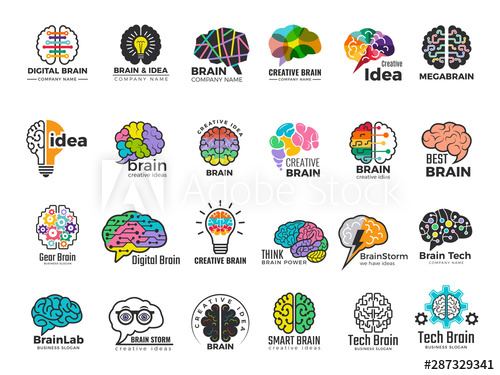 DIGITAL BRAIN
COMPANY NAME
BRAIN & IDEA
COMPANY NAME
BRAIN
COMPANY NAME
CREATIVE BRAIN
COMPANY NAME
Creative
Idea
MEGABRAIN
idea
brain
creative ideas
CREATIVE IDEA
BRAIN
CREATIVE
BRAIN
BRAIN
creative ideas
BEST
BRAIN
Adobe Stock
Gear Brain
BUSINESS SLOGAN
Digital Brain
CREATIVE BRAIN
THINK
BRAIN POWER
BrainStorm
we have ideas
Brain Tech
COMPANY NAME
BrainLab
BUSINESS SLOGAN
BRAIN STORM
creative ideas
CREATIVE IDEA
BRAIN
SMART BRAIN
creative ideas
Tech Brain
BUSINESS SLOGAN
Tech Brain
BUSINESS SLOGAN
#287329341